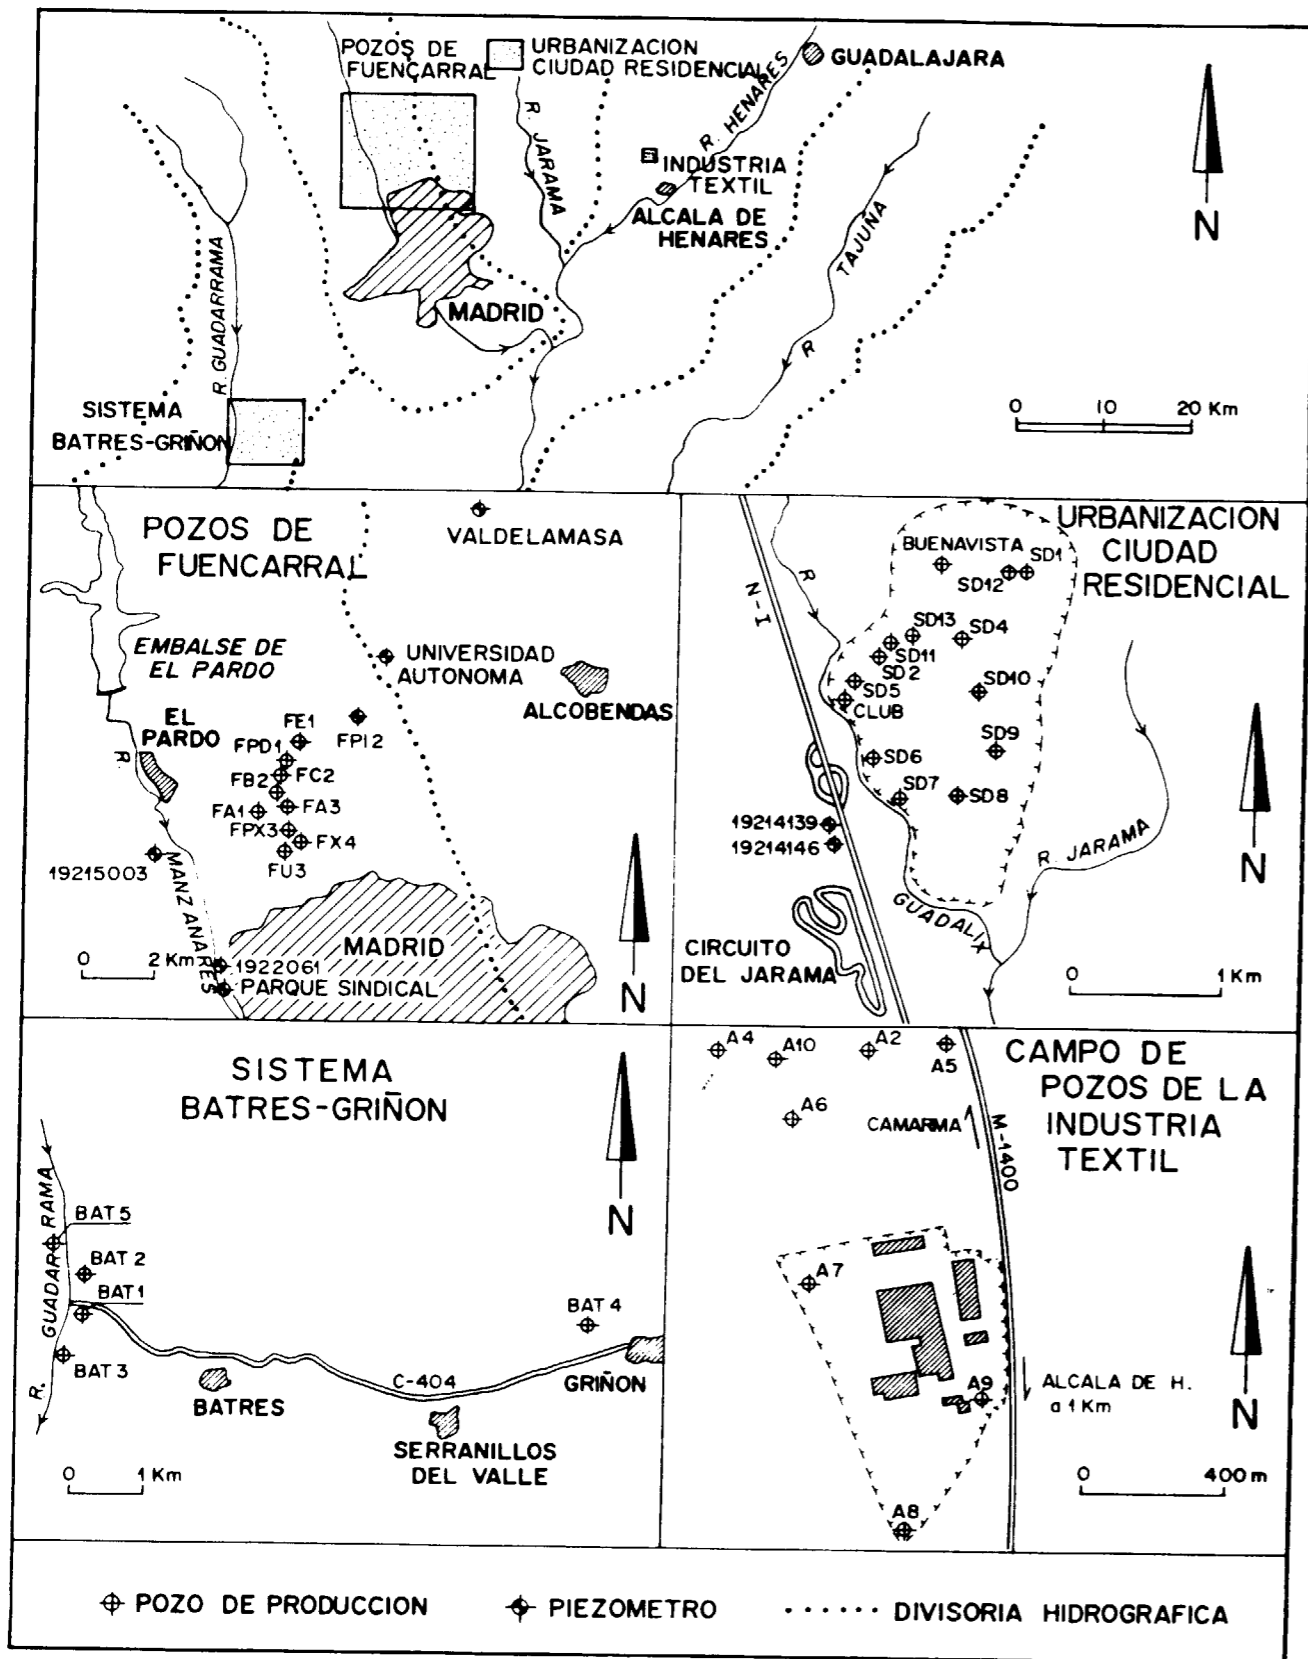 POZOS DE
FUENCARRAL
URBANIZACION
CIUDAD RESIDENCIAL
GUADALAJARA
R. HENARES
R JARAMA
INDUSTRIA
TEXTIL
ALCALA DE
HENARES
R TAJUÑA
N
R. GUADARRAMA
MADRID
SISTEMA
BATRES-GRIÑON
0 10 20 Km
POZOS DE
FUENCARRAL
VALDELAMASA
EMBALSE DE
EL PARDO
UNIVERSIDAD
AUTONOMA
ALCOBENDAS
EL
PARDO
FE1
FPI2
FPD1
FC2
FB2
FA1
FA3
FPX3
FX4
FU3
19215003
R. MANZANARES
0 2 Km
MADRID
1922061
PARQUE SINDICAL
N
URBANIZACION
CIUDAD
RESIDENCIAL
BUENAVISTA
SD1
SD12
N-I
SD13
SD4
SD11
SD2
SD5
SD10
CLUB
SD9
SD6
SD7
SD8
19214139
19214146
R GUADALIX
R. JARAMA
CIRCUITO
DEL JARAMA
0 1 Km
N
SISTEMA
BATRES-GRIÑON
R. GUADARRAMA
BAT 5
BAT 2
BAT 1
BAT 3
BAT 4
C-404
GRIÑON
BATRES
SERRANILLOS
DEL VALLE
0 1 Km
N
CAMPO DE
POZOS DE LA
INDUSTRIA
TEXTIL
A4
A10
A2
A5
A6
CAMARMA
M-1400
A7
A9
ALCALA DE H.
a 1 Km
A8
0 400 m
N
POZO DE PRODUCCION
PIEZOMETRO
DIVISORIA HIDROGRAFICA